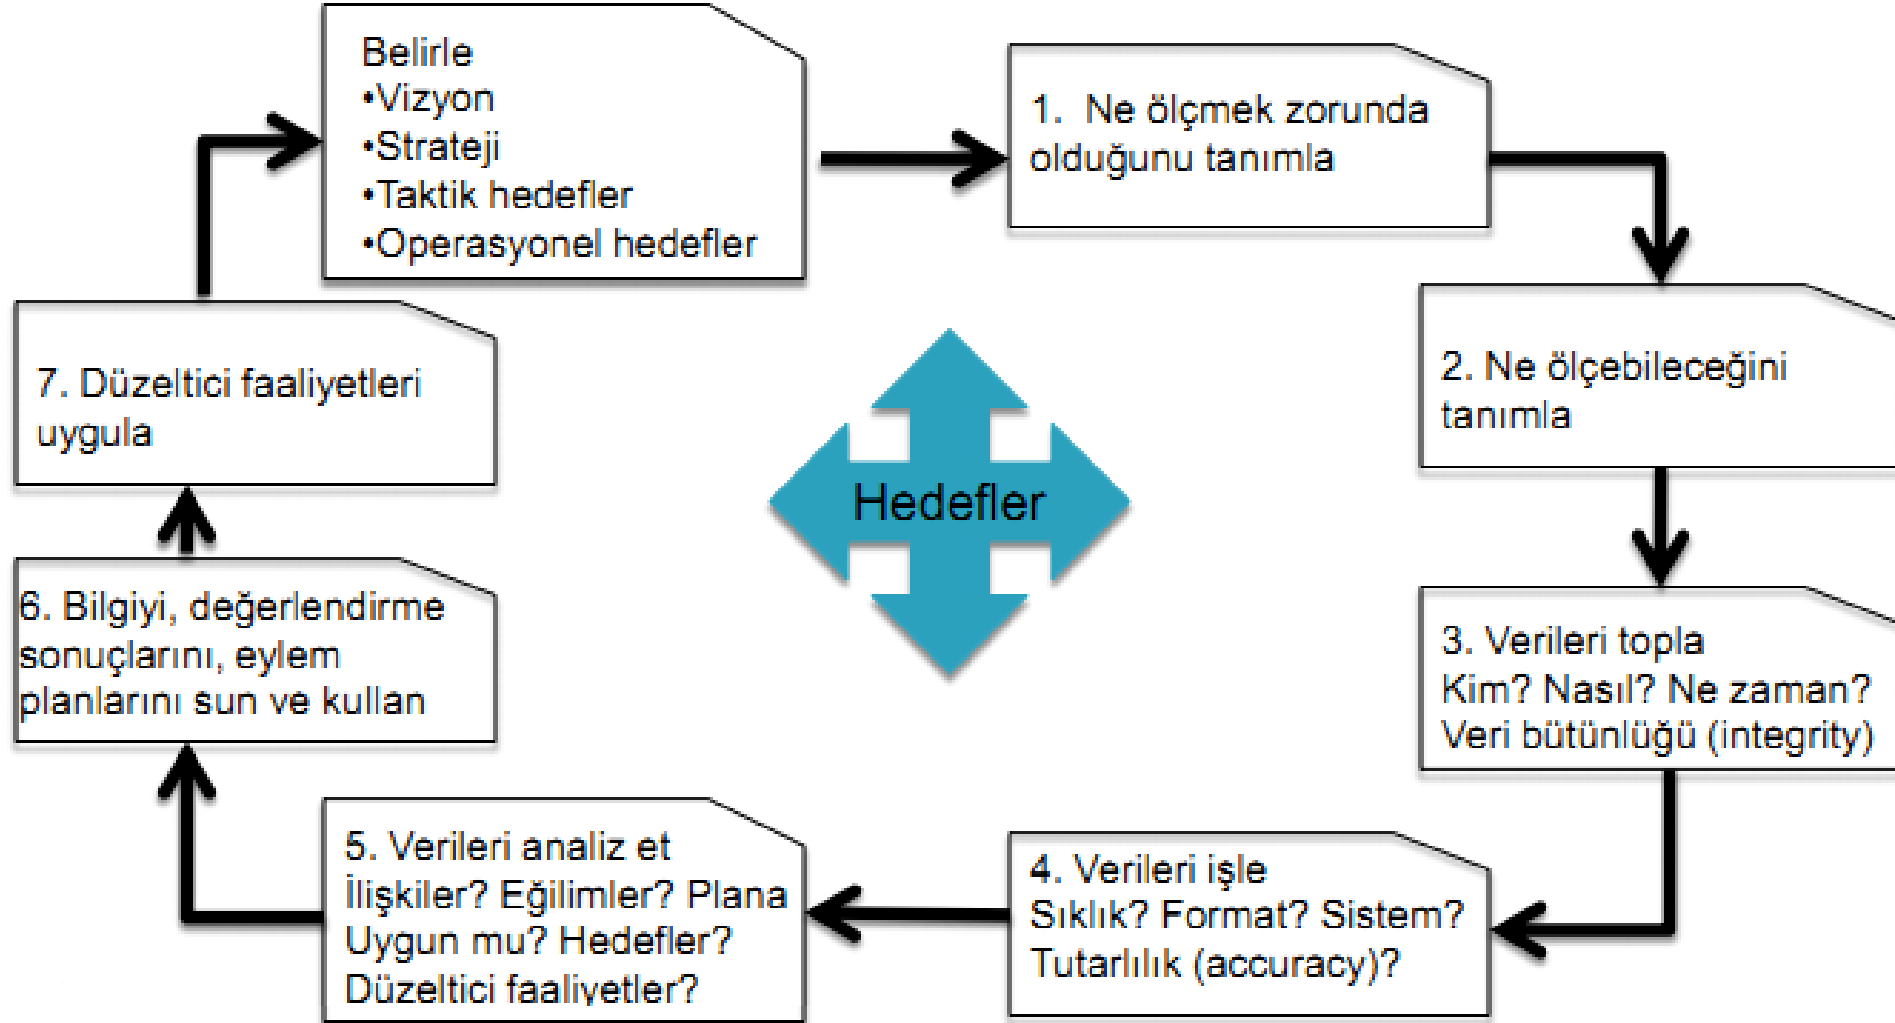 Belirle
•Vizyon
•Strateji
•Taktik hedefler
•Operasyonel hedefler
1. Ne ölçmek zorunda
olduğunu tanımla
2. Ne ölçebileceğini
tanımla
3. Verileri topla
Kim? Nasıl? Ne zaman?
Veri bütünlüğü (integrity)
4. Verileri işle
Sıklık? Format? Sistem?
Tutarlılık (accuracy)?
5. Verileri analiz et
İlişkiler? Eğilimler? Plana
Uygun mu? Hedefler?
Düzeltici faaliyetler?
6. Bilgiyi, değerlendirme
sonuçlarını, eylem
planlarını sun ve kullan
7. Düzeltici faaliyetleri
uygula
Hedefler